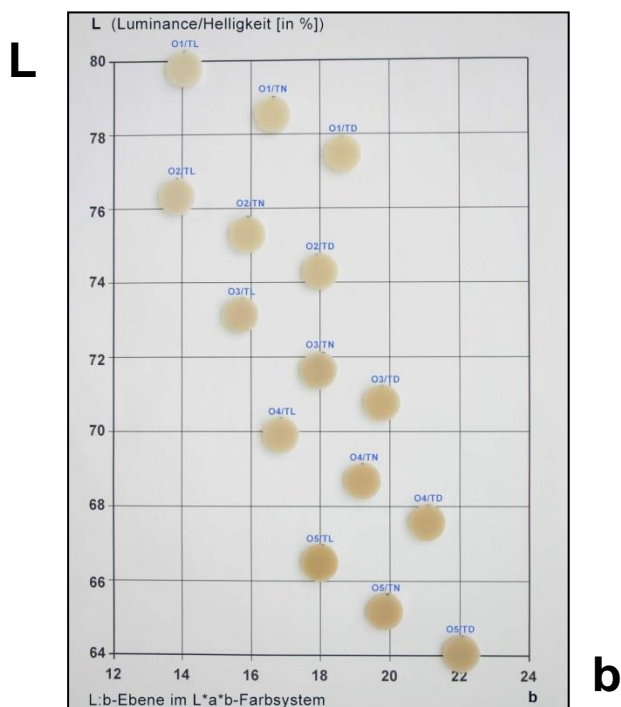 L (Luminance/Helligkeit [in %])
L
O1/TL
80
O1/TN
O1/TD
78
O2/TL
O2/TN
76
O2/TD
74
O3/TL
O3/TN
72
O3/TD
O4/TL
70
O4/TN
O4/TD
68
O5/TL
66
O5/TN
O5/TD
64
12 14 16 18 20 22 24
b
L:b-Ebene im L*a*b-Farbsystem b